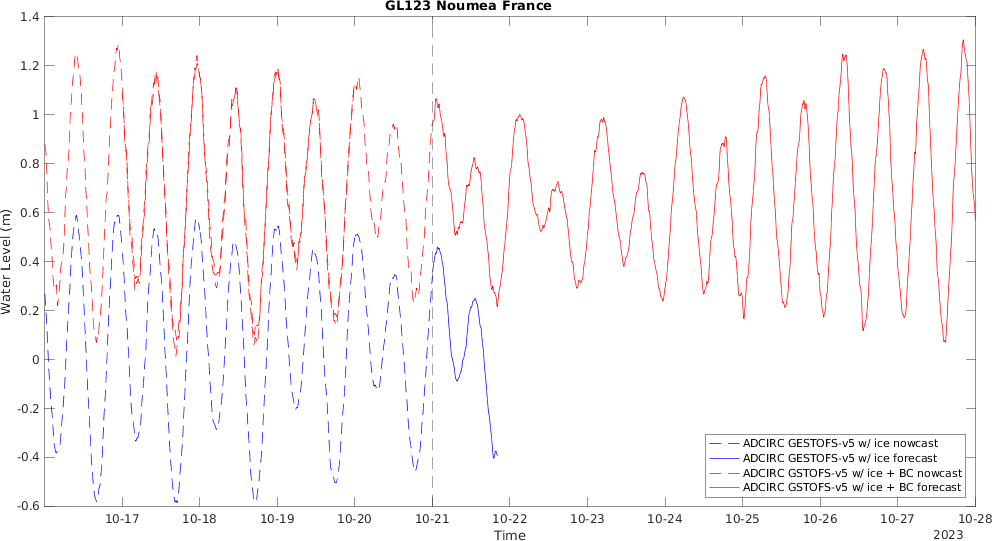 GL123 Noumea France
1.4
1.2
1
0.8
0.6
0.4
0.2
0
-0.2
-0.4
-0.6
Water Level (m)
10-17 10-18 10-19 10-20 10-21 10-22 10-23 10-24 10-25 10-26 10-27 10-28
Time
2023
ADCIRC GESTOFS-v5 w/ ice nowcast
ADCIRC GESTOFS-v5 w/ ice forecast
ADCIRC GSTOFS-v5 w/ ice + BC nowcast
ADCIRC GSTOFS-v5 w/ ice + BC forecast